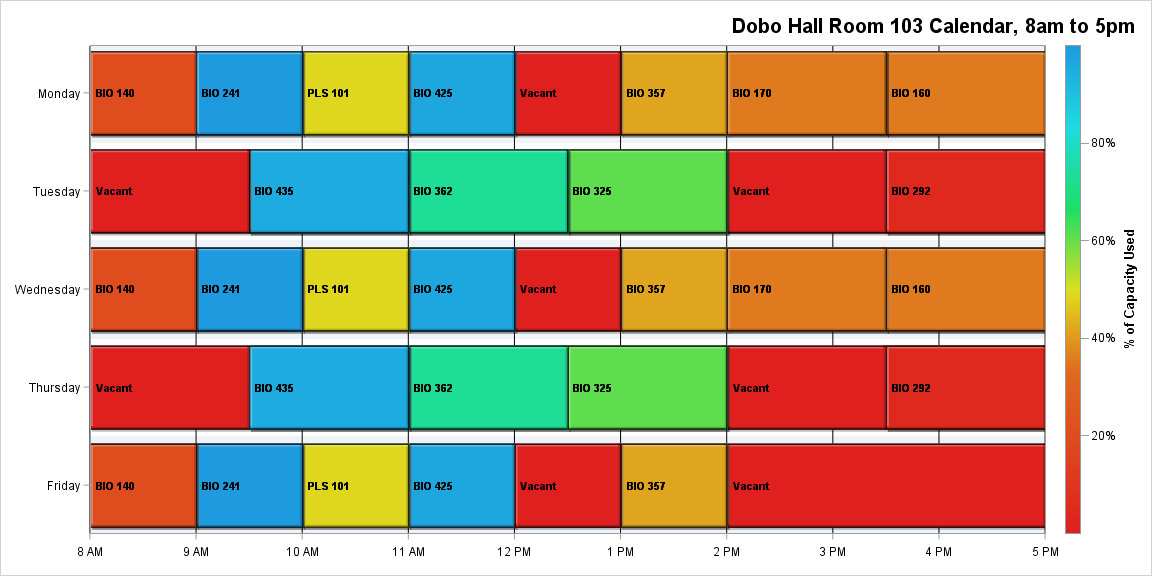 Dobo Hall Room 103 Calendar, 8am to 5pm
Monday BIO 140 BIO 241 PLS 101 BIO 425 Vacant BIO 357 BIO 170 BIO 160
Tuesday Vacant BIO 435 BIO 362 BIO 325 Vacant BIO 292
Wednesday BIO 140 BIO 241 PLS 101 BIO 425 Vacant BIO 357 BIO 170 BIO 160
Thursday Vacant BIO 435 BIO 362 BIO 325 Vacant BIO 292
Friday BIO 140 BIO 241 PLS 101 BIO 425 Vacant BIO 357 Vacant
8 AM 9 AM 10 AM 11 AM 12 PM 1 PM 2 PM 3 PM 4 PM 5 PM
80%
60%
40%
20%
% of Capacity Used